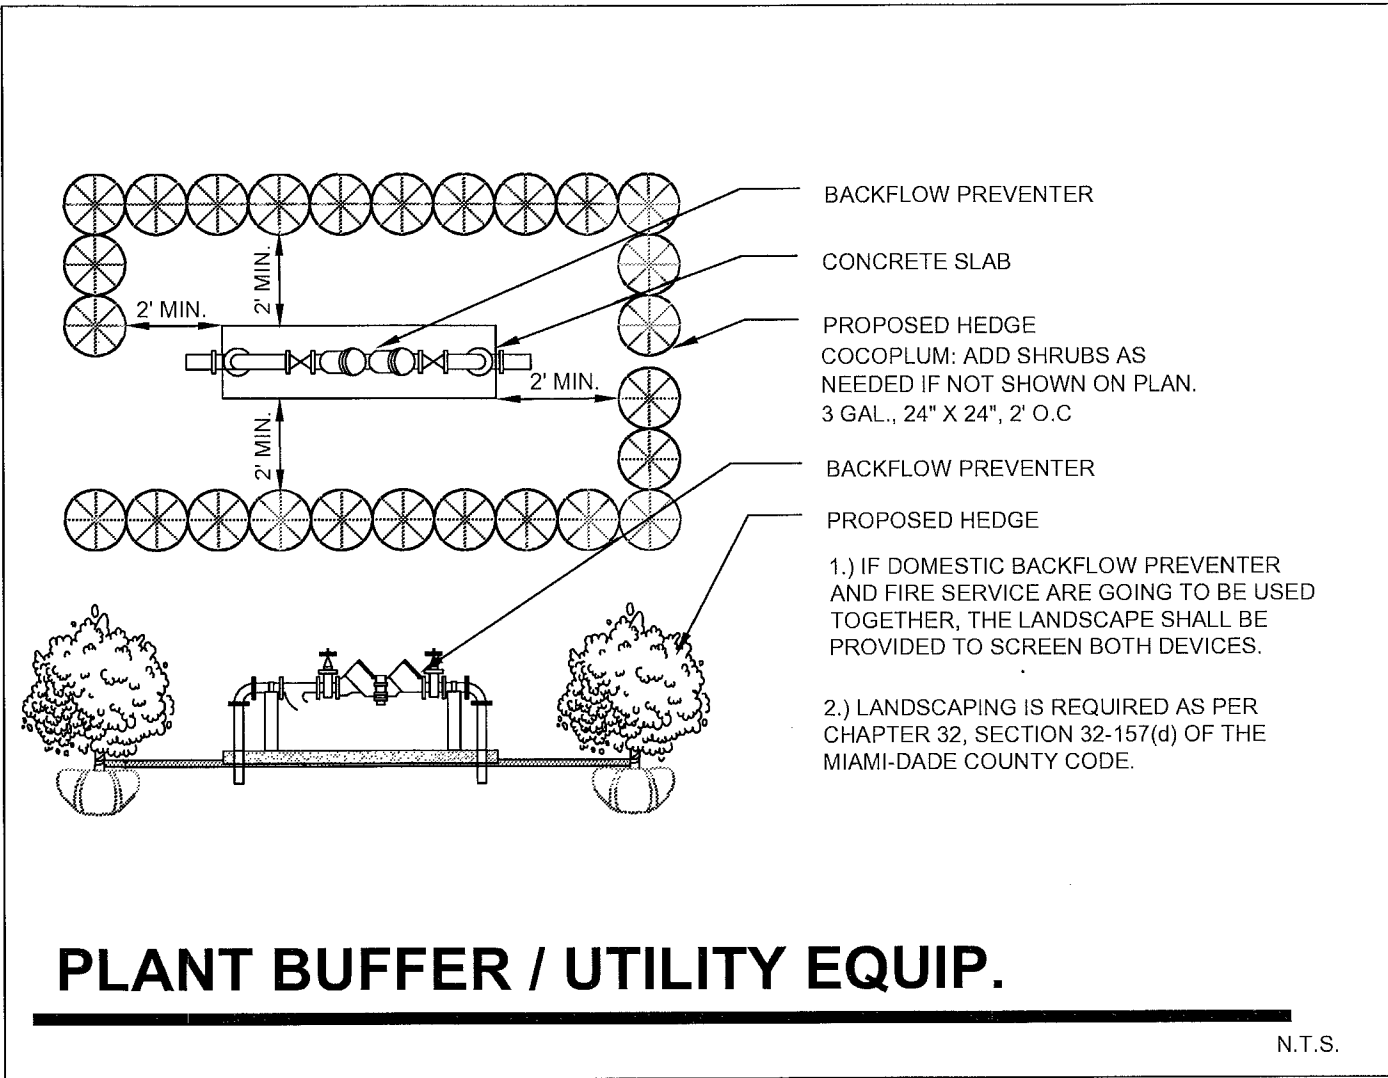 BACKFLOW PREVENTER
CONCRETE SLAB
PROPOSED HEDGE
COCOPLUM: ADD SHRUBS AS
NEEDED IF NOT SHOWN ON PLAN.
3 GAL., 24" X 24", 2' O.C
2' MIN.
2' MIN.
2' MIN.
2' MIN.
BACKFLOW PREVENTER
PROPOSED HEDGE
1.) IF DOMESTIC BACKFLOW PREVENTER
AND FIRE SERVICE ARE GOING TO BE USED
TOGETHER, THE LANDSCAPE SHALL BE
PROVIDED TO SCREEN BOTH DEVICES.
2.) LANDSCAPING IS REQUIRED AS PER
CHAPTER 32, SECTION 32-157(d) OF THE
MIAMI-DADE COUNTY CODE.
PLANT BUFFER / UTILITY EQUIP.
N.T.S.